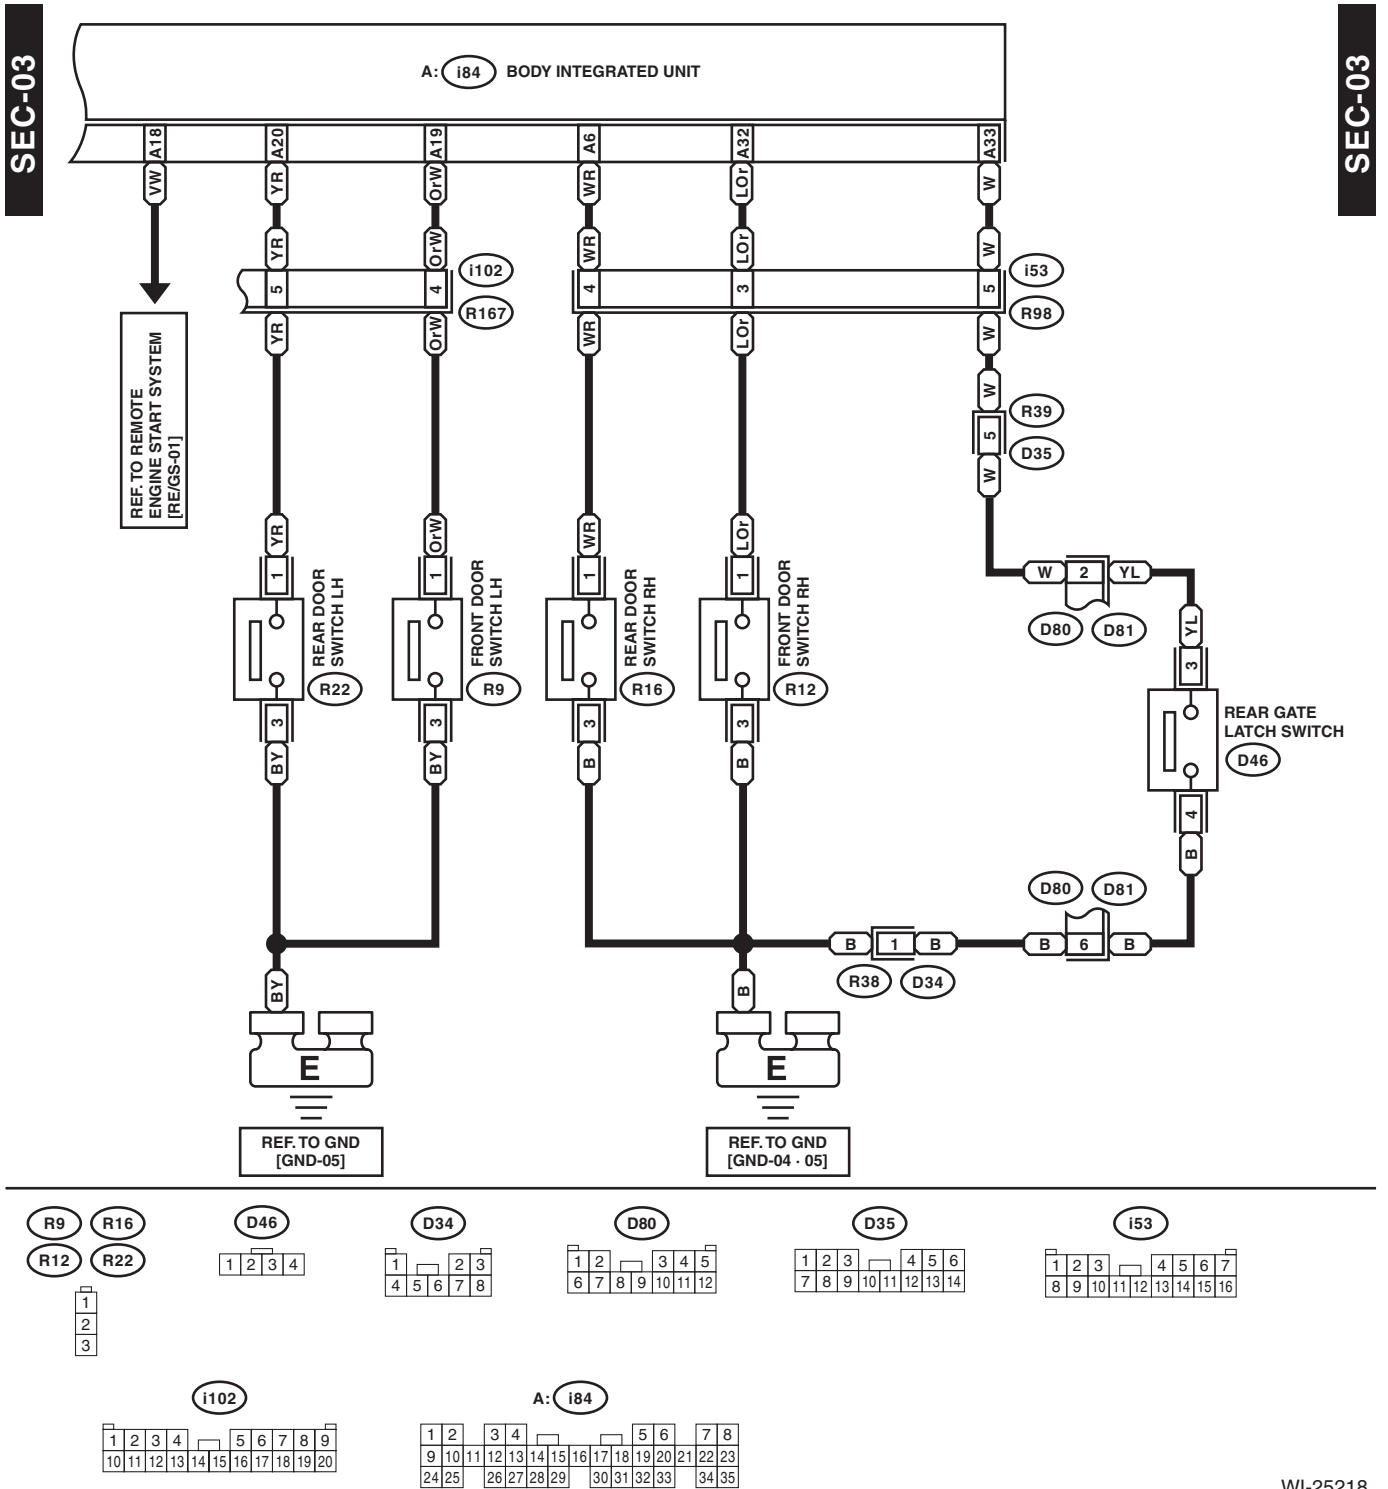 SEC-03
SEC-03
A: i84 BODY INTEGRATED UNIT
A18 A20 A19 A6 A32 A33
VW YR OrW WR LOr W
YR OrW WR LOr W
5 4 i102 4 3 5 i53
R167 R98
YR OrW WR LOr W
REF. TO REMOTE
ENGINE START SYSTEM
[RE/GS-01]
W
R39
5
D35
W
YR OrW WR LOr
W 2 YL
D80 D81
YL
1 1 1 1
REAR DOOR
SWITCH LH
R22
FRONT DOOR
SWITCH LH
R9
REAR DOOR
SWITCH RH
R16
FRONT DOOR
SWITCH RH
R12
3
REAR GATE
LATCH SWITCH
D46
3 3 3 3
BY BY B B
4
B
D80 D81
B 1 B B 6 B
R38 D34
BY B
E E
REF. TO GND
[GND-05]
REF. TO GND
[GND-04 · 05]
R9 R16
R12 R22
1
2
3
D46
1 2 3 4
D34
1 2 3
4 5 6 7 8
D80
1 2 3 4 5
6 7 8 9 10 11 12
D35
1 2 3 4 5 6
7 8 9 10 11 12 13 14
i53
1 2 3 4 5 6 7
8 9 10 11 12 13 14 15 16
i102
1 2 3 4 5 6 7 8 9
10 11 12 13 14 15 16 17 18 19 20
A: i84
1 2 3 4 5 6 7 8
9 10 11 12 13 14 15 16 17 18 19 20 21 22 23
24 25 26 27 28 29 30 31 32 33 34 35
WI-25218